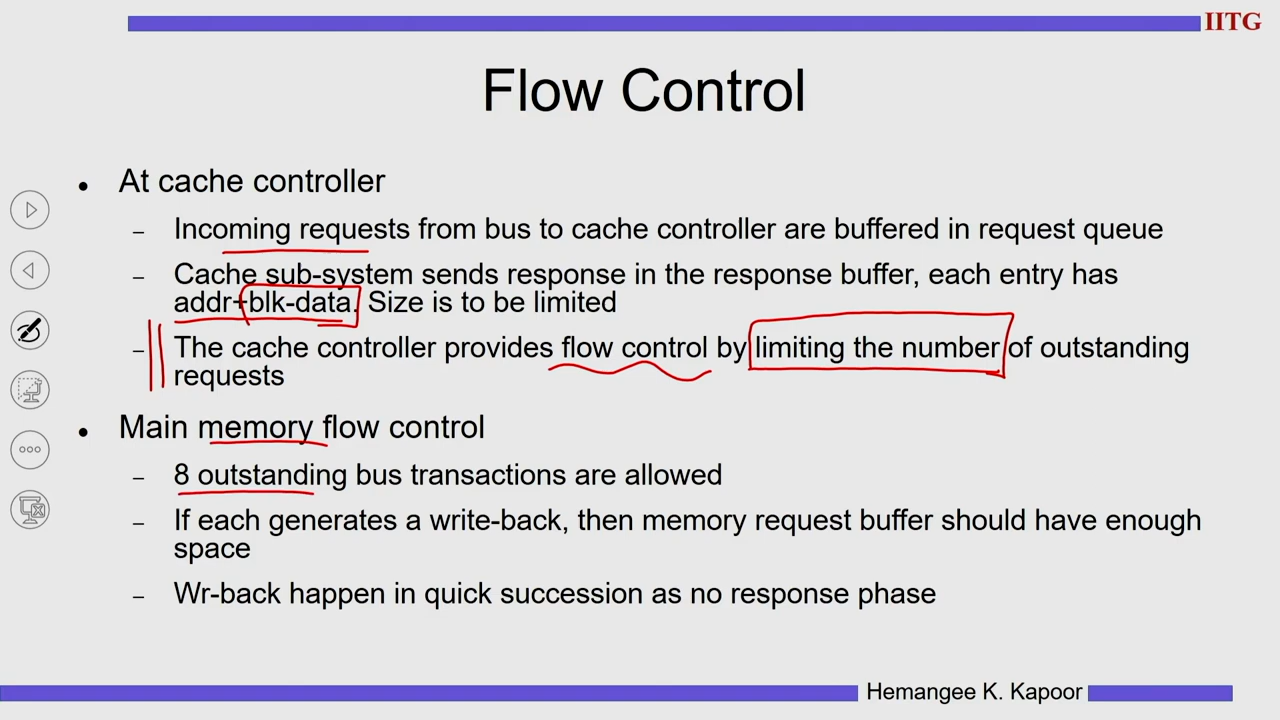 IITG
Flow Control
● At cache controller
– Incoming requests from bus to cache controller are buffered in request queue
– Cache sub-system sends response in the response buffer, each entry has
addr+blk-data. Size is to be limited
– The cache controller provides flow control by limiting the number of outstanding
requests
● Main memory flow control
– 8 outstanding bus transactions are allowed
– If each generates a write-back, then memory request buffer should have enough
space
– Wr-back happen in quick succession as no response phase
Hemangee K. Kapoor